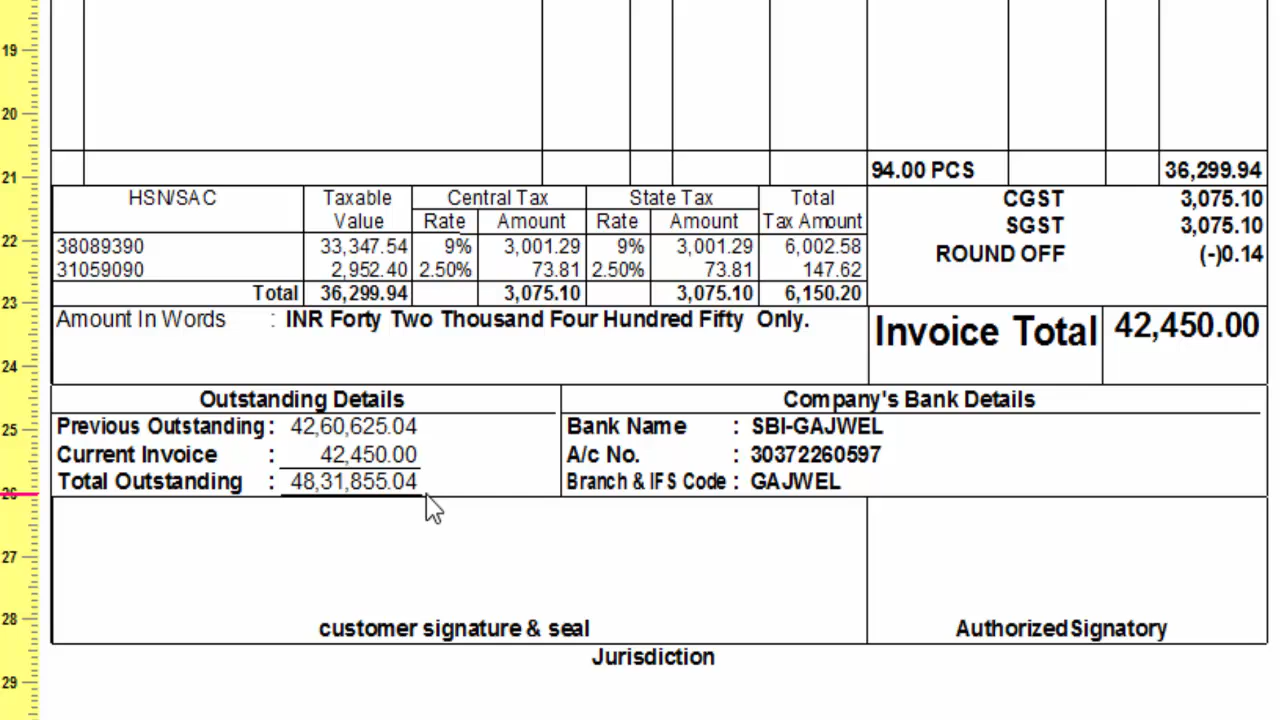 19
20
21
22
23
24
25
26
27
28
29
94.00 PCS 36,299.94
HSN/SAC Taxable Value Central Tax State Tax Total Tax Amount
Rate Amount Rate Amount
38089390 33,347.54 9% 3,001.29 9% 3,001.29 6,002.58
31059090 2,952.40 2.50% 73.81 2.50% 73.81 147.62
Total 36,299.94 3,075.10 3,075.10 6,150.20
CGST 3,075.10
SGST 3,075.10
ROUND OFF (-)0.14
Amount In Words : INR Forty Two Thousand Four Hundred Fifty Only.
Invoice Total 42,450.00
Outstanding Details
Previous Outstanding : 42,60,625.04
Current Invoice : 42,450.00
Total Outstanding : 48,31,855.04
Company's Bank Details
Bank Name : SBI-GAJWEL
A/c No. : 30372260597
Branch & IFS Code : GAJWEL
customer signature & seal
Authorized Signatory
Jurisdiction